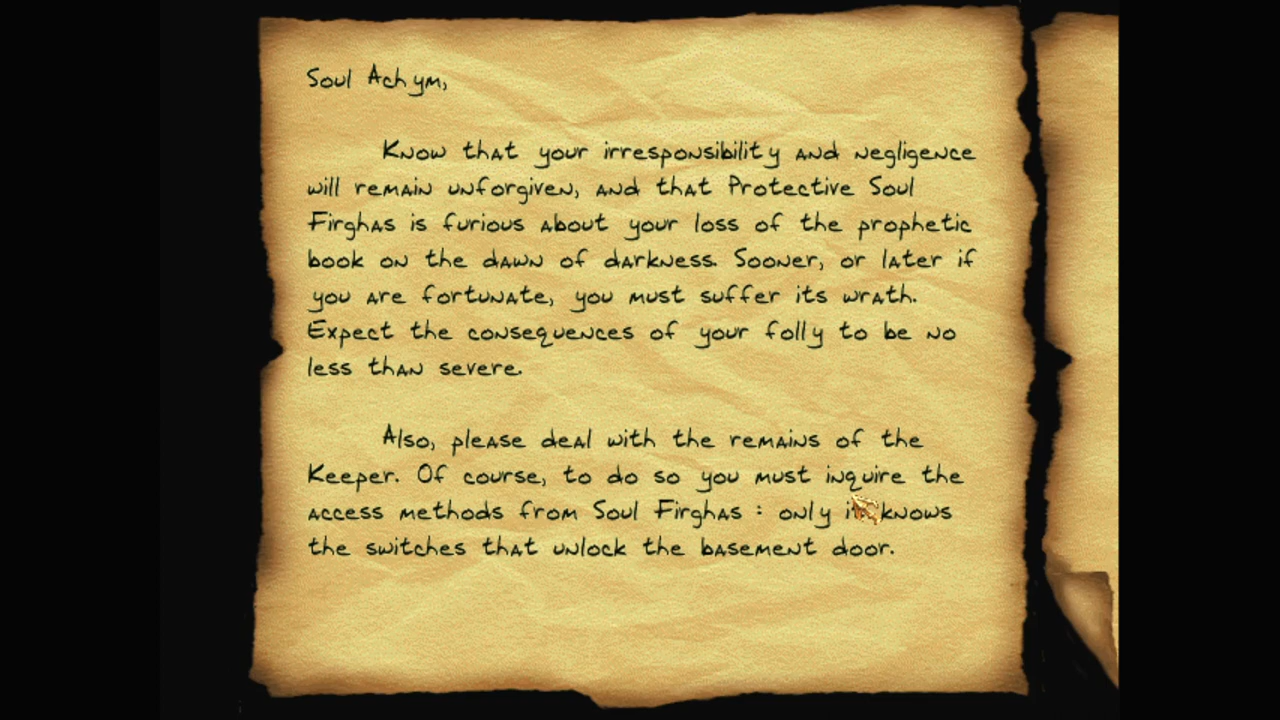 Soul Achym,
Know that your irresponsibility and negligence
will remain unforgiven, and that Protective Soul
Firghas is furious about your loss of the prophetic
book on the dawn of darkness. Sooner, or later if
you are fortunate, you must suffer its wrath.
Expect the consequences of your folly to be no
less than severe.
Also, please deal with the remains of the
Keeper. Of course, to do so you must inquire the
access methods from Soul Firghas : only it knows
the switches that unlock the basement door.